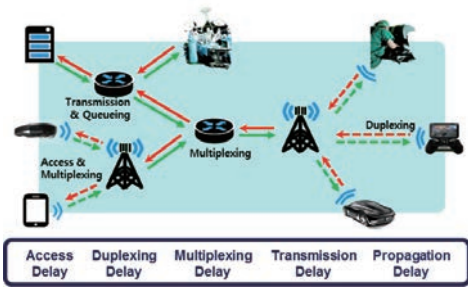 Transmission
& Queueing
Duplexing
Access &
Multiplexing
Multiplexing
Access
Delay
Duplexing
Delay
Multiplexing
Delay
Transmission
Delay
Propagation
Delay